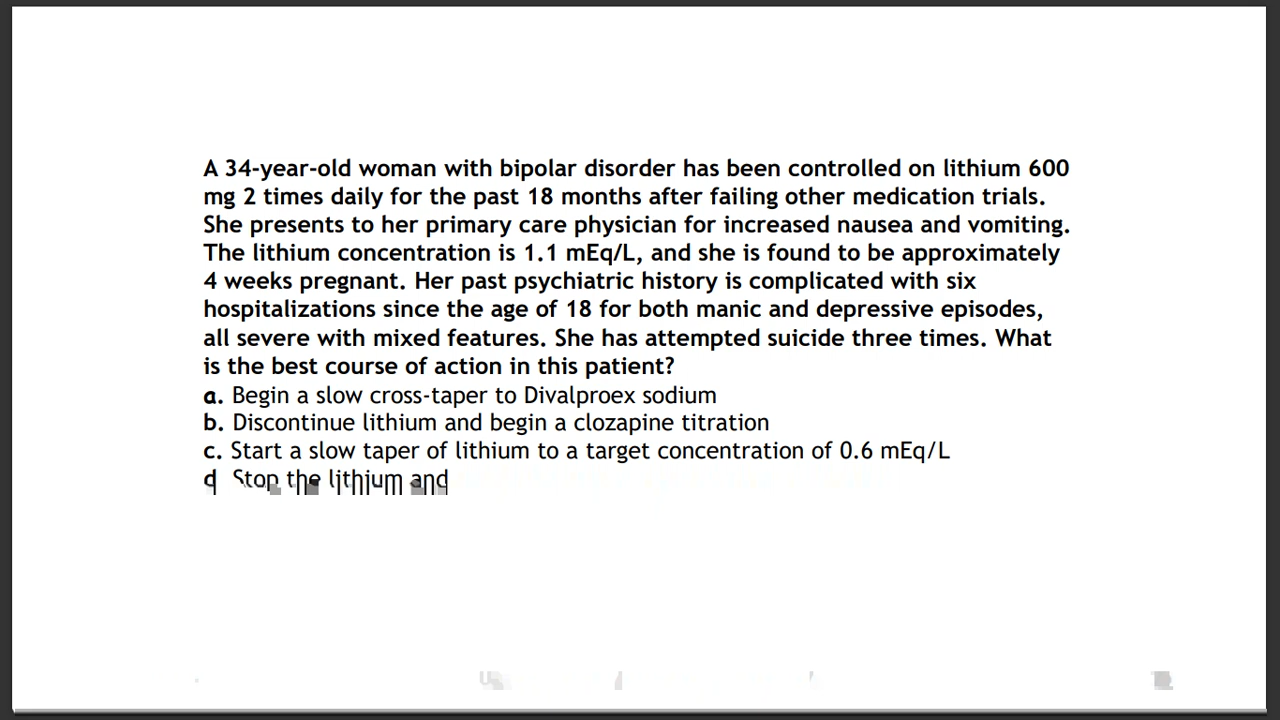 A 34-year-old woman with bipolar disorder has been controlled on lithium 600
mg 2 times daily for the past 18 months after failing other medication trials.
She presents to her primary care physician for increased nausea and vomiting.
The lithium concentration is 1.1 mEq/L, and she is found to be approximately
4 weeks pregnant. Her past psychiatric history is complicated with six
hospitalizations since the age of 18 for both manic and depressive episodes,
all severe with mixed features. She has attempted suicide three times. What
is the best course of action in this patient?
a. Begin a slow cross-taper to Divalproex sodium
b. Discontinue lithium and begin a clozapine titration
c. Start a slow taper of lithium to a target concentration of 0.6 mEq/L
d Stop the lithium and